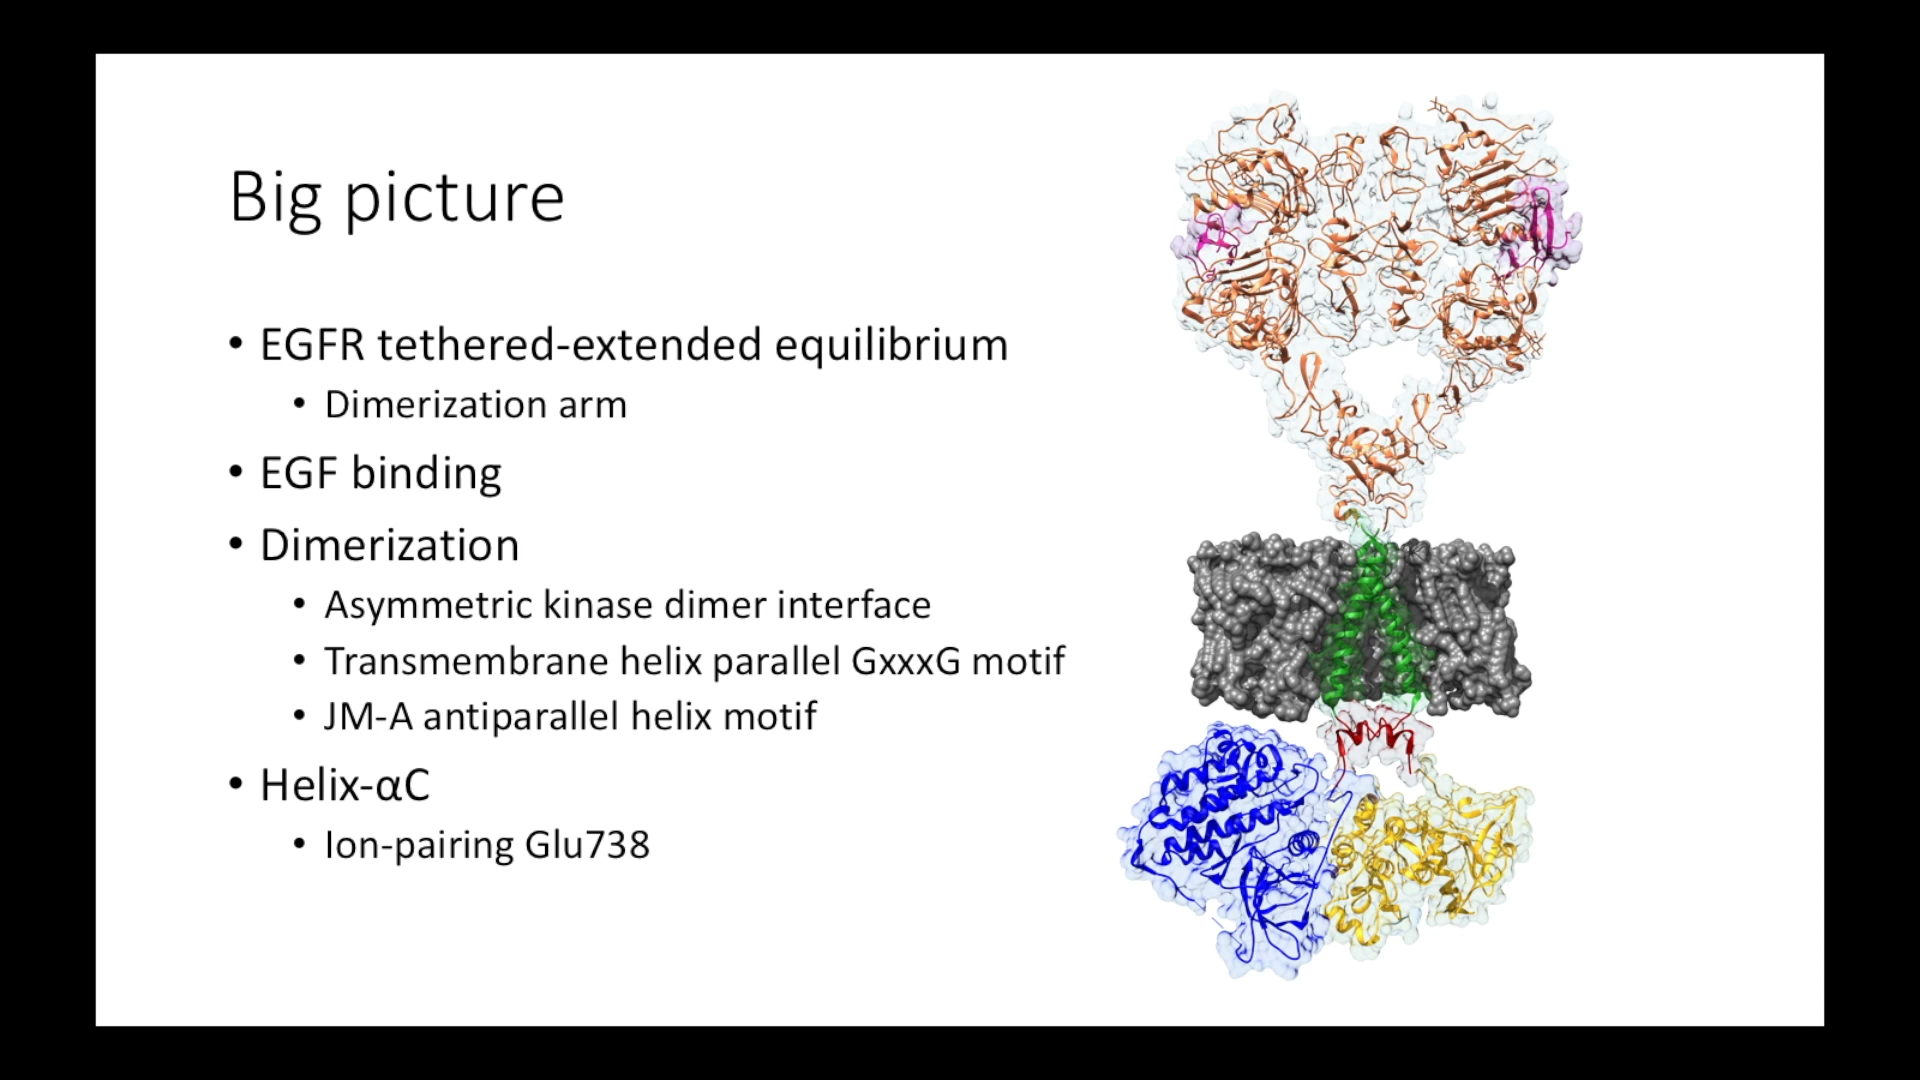 Big picture
• EGFR tethered-extended equilibrium
• Dimerization arm
• EGF binding
• Dimerization
• Asymmetric kinase dimer interface
• Transmembrane helix parallel GxxxG motif
• JM-A antiparallel helix motif
• Helix-αC
• Ion-pairing Glu738